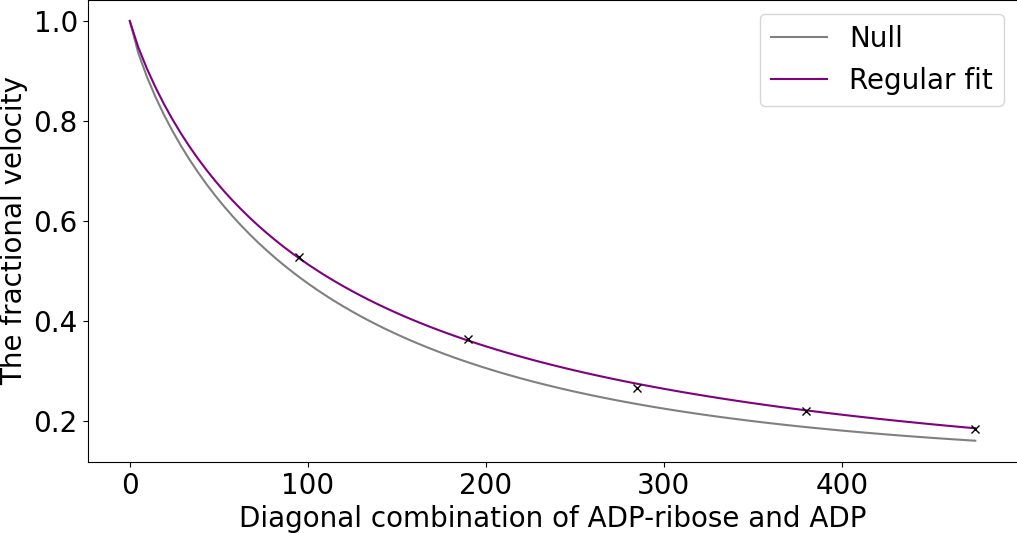 The fractional velocity
1.0
0.8
0.6
0.4
0.2
Null
Regular fit
0
100
200
300
400
Diagonal combination of ADP-ribose and ADP